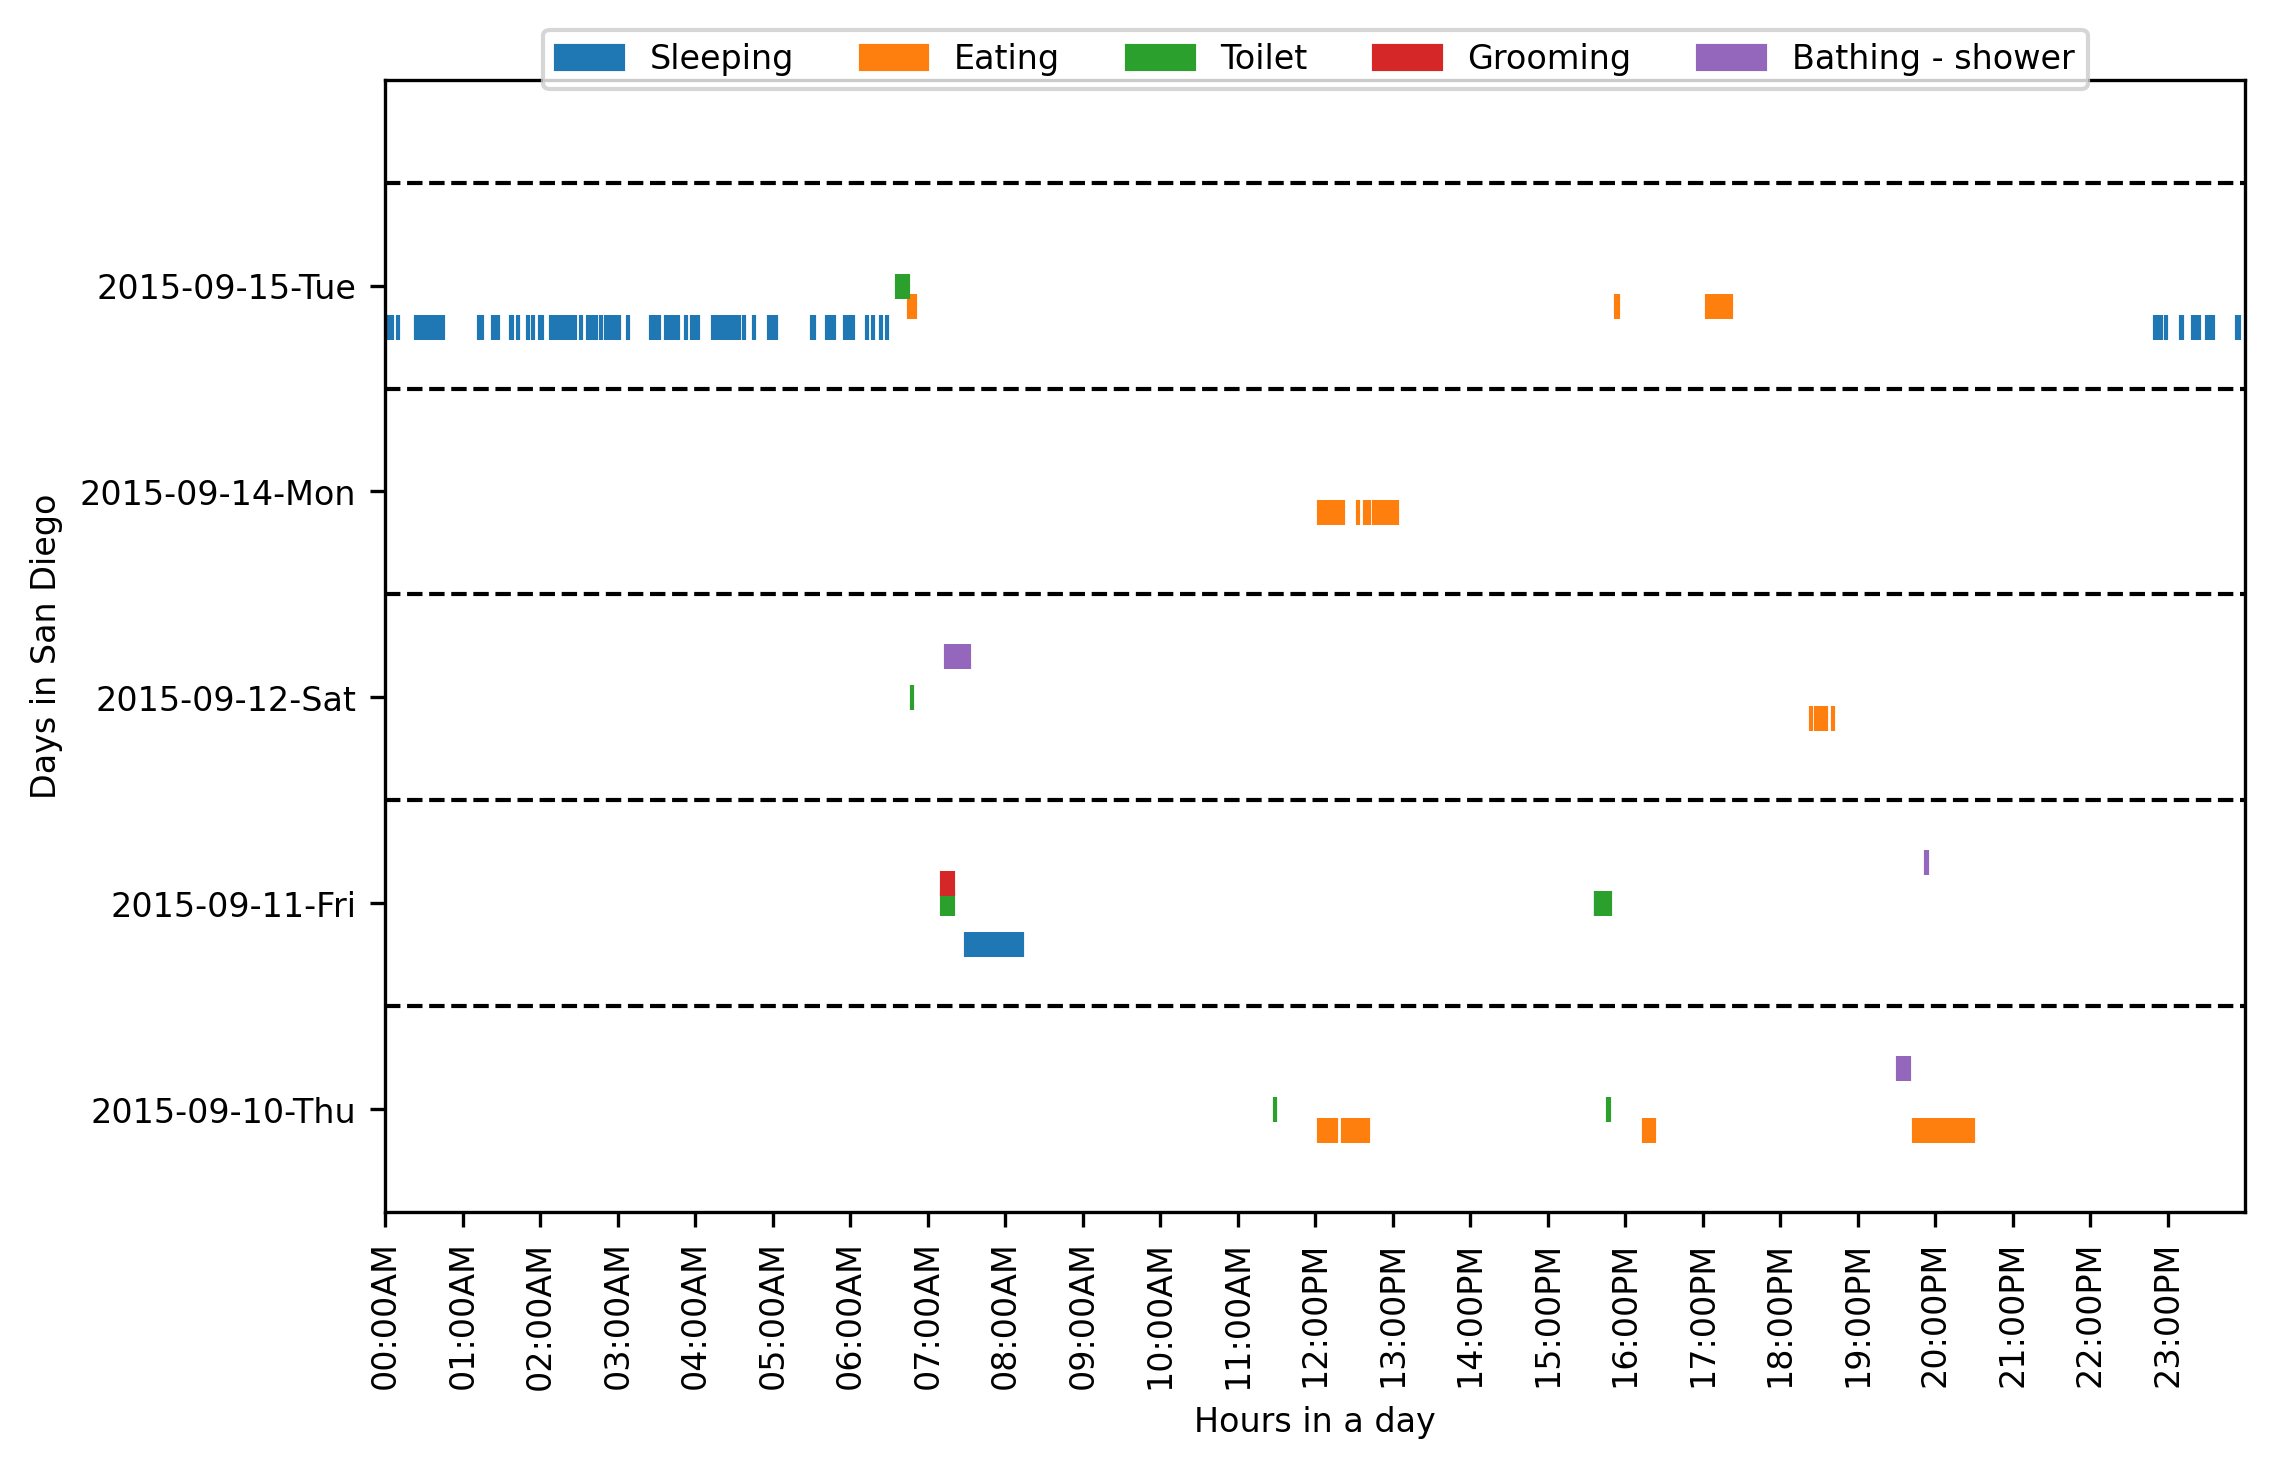 Sleeping Eating Toilet Grooming Bathing - shower
2015-09-15-Tue
2015-09-14-Mon
2015-09-12-Sat
2015-09-11-Fri
2015-09-10-Thu
Days in San Diego
00:00AM
01:00AM
02:00AM
03:00AM
04:00AM
05:00AM
06:00AM
07:00AM
08:00AM
09:00AM
10:00AM
11:00AM
12:00PM
13:00PM
14:00PM
15:00PM
16:00PM
17:00PM
18:00PM
19:00PM
20:00PM
21:00PM
22:00PM
23:00PM
Hours in a day